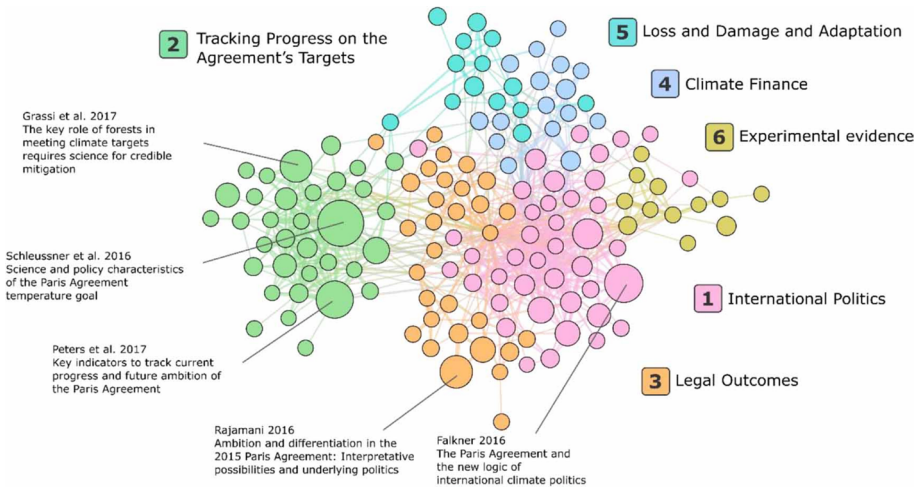 2 Tracking Progress on the
Agreement's Targets
5 Loss and Damage and Adaptation
4 Climate Finance
6 Experimental evidence
Grassi et al. 2017
The key role of forests in
meeting climate targets
requires science for credible
mitigation
Schleussner et al. 2016
Science and policy characteristics
of the Paris Agreement
temperature goal
1 International Politics
Peters et al. 2017
Key indicators to track current
progress and future ambition of
the Paris Agreement
3 Legal Outcomes
Rajamani 2016
Ambition and differentiation in the
2015 Paris Agreement: Interpretative
possibilities and underlying politics
Falkner 2016
The Paris Agreement and
the new logic of
international climate politics